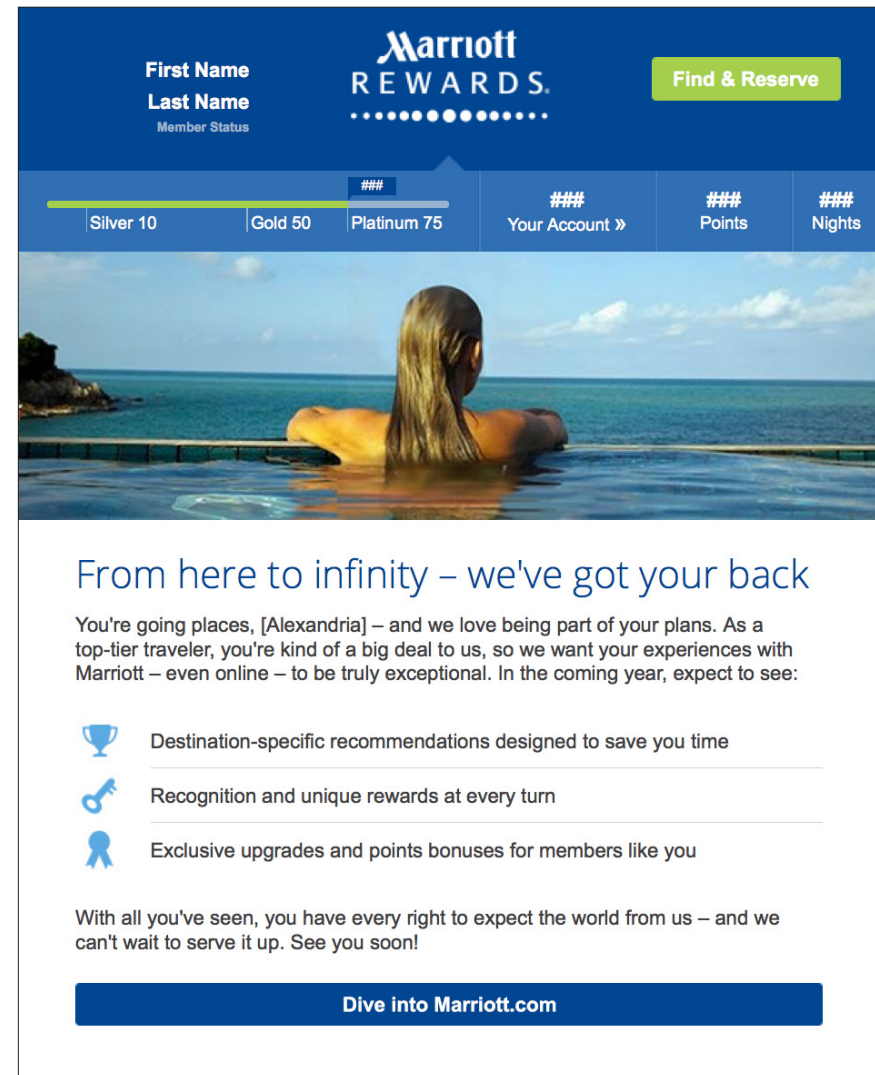 First Name
Last Name
Member Status
Marriott
REWARDS.
Find & Reserve
###
Silver 10
Gold 50
Platinum 75
###
Your Account »
###
Points
###
Nights
From here to infinity – we've got your back
You're going places, [Alexandria] – and we love being part of your plans. As a
top-tier traveler, you're kind of a big deal to us, so we want your experiences with
Marriott – even online – to be truly exceptional. In the coming year, expect to see:
Destination-specific recommendations designed to save you time
Recognition and unique rewards at every turn
Exclusive upgrades and points bonuses for members like you
With all you've seen, you have every right to expect the world from us – and we
can't wait to serve it up. See you soon!
Dive into Marriott.com